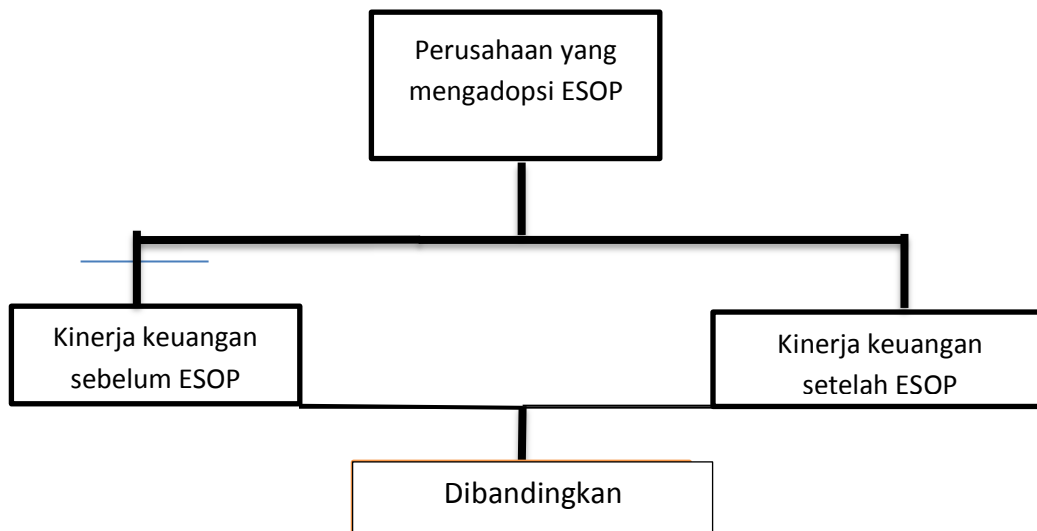 Perusahaan yang
mengadopsi ESOP
Kinerja keuangan
sebelum ESOP
Kinerja keuangan
setelah ESOP
Dibandingkan